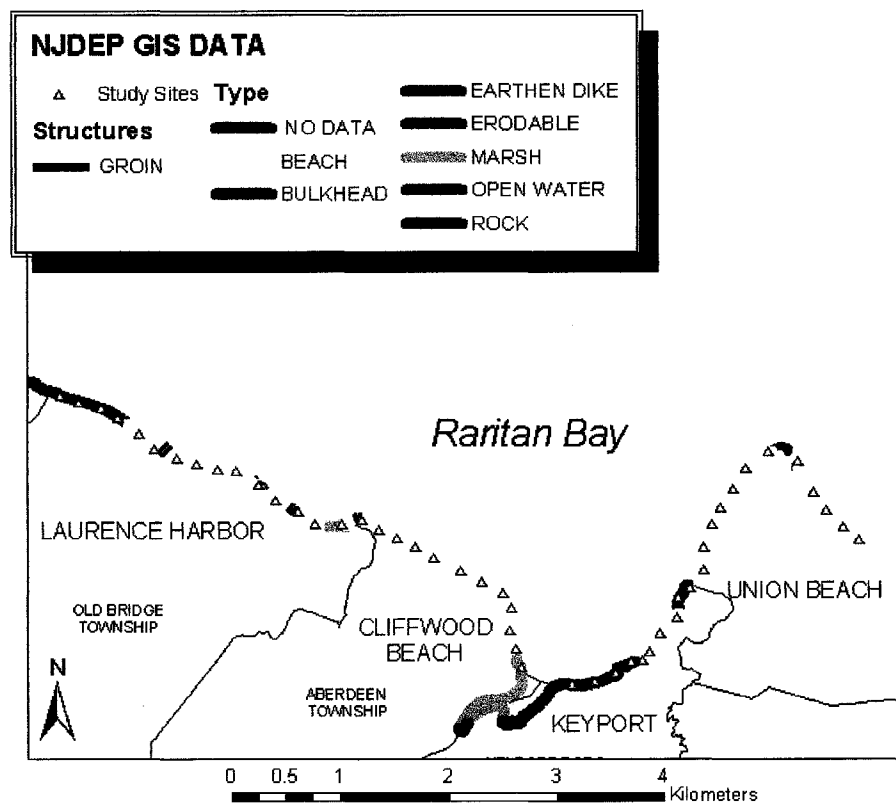 NJDEP GIS DATA
Study Sites
Structures
GROIN
Type
NO DATA
BEACH
BULKHEAD
EARTHEN DIKE
ERODABLE
MARSH
OPEN WATER
ROCK
Raritan Bay
LAURENCE HARBOR
UNION BEACH
OLD BRIDGE
TOWNSHIP
CLIFFWOOD
BEACH
N
ABERDEEN
TOWNSHIP
KEYPORT
0 0.5 1 2 3 4
Kilometers